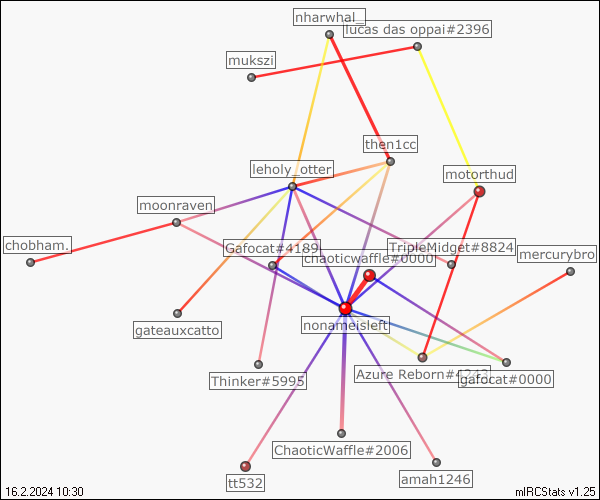 nharwhal_
lucas das oppai#2396
mukszi
then1cc
leholy_otter
motorthud
moonraven
chobham.
Gafocat#4189
TripleMidget#8824
chaoticwaffle#0000
mercurybro
gateauxcatto
nonameisleft
Thinker#5995
Azure Reborn#4243
gafocat#0000
ChaoticWaffle#2006
tt532
amah1246
16.2.2024 10:30
mIRCStats v1.25